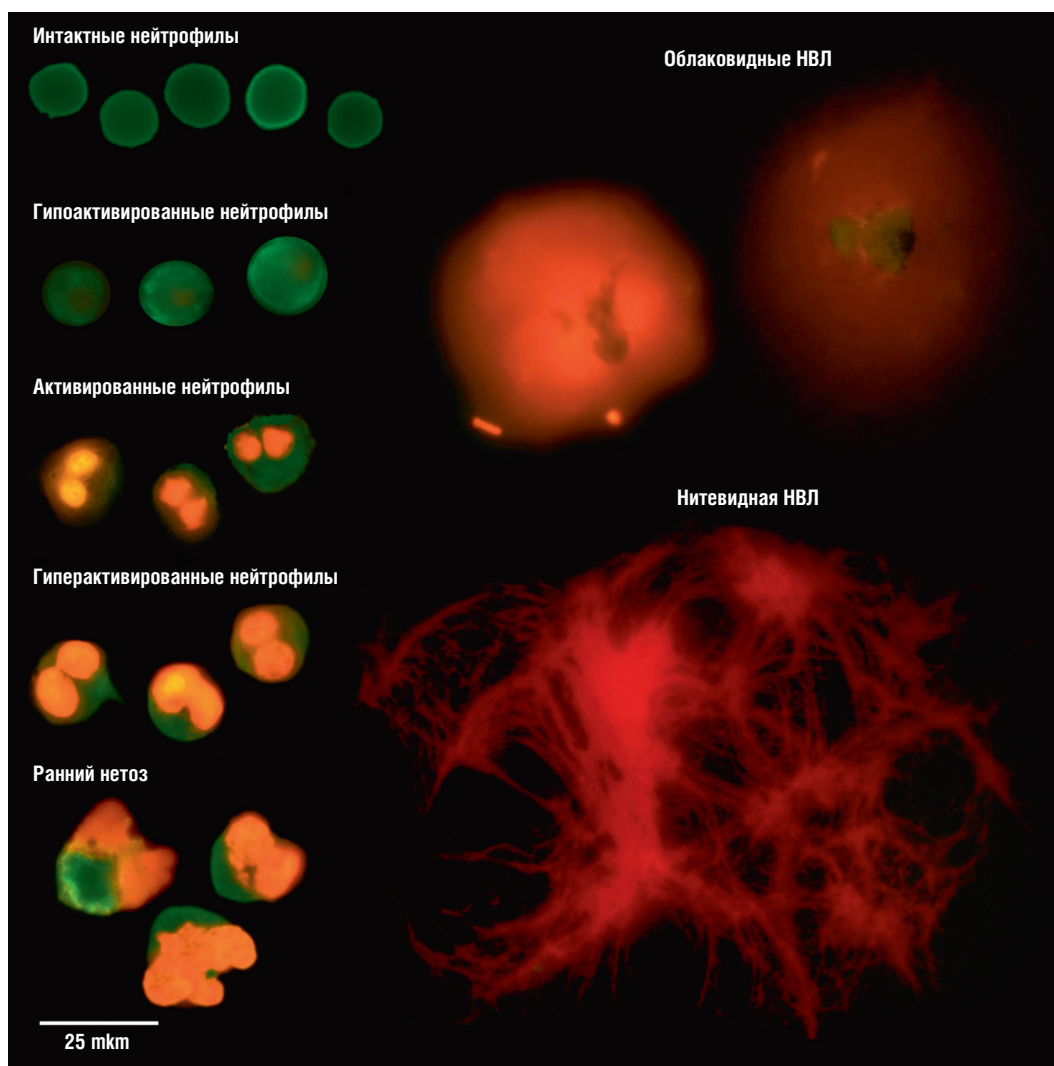 Интактные нейтрофилы
Облаковидные НВЛ
Гипоактивированные нейтрофилы
Активированные нейтрофилы
Нитевидная НВЛ
Гиперактивированные нейтрофилы
Ранний нетоз
25 mkm